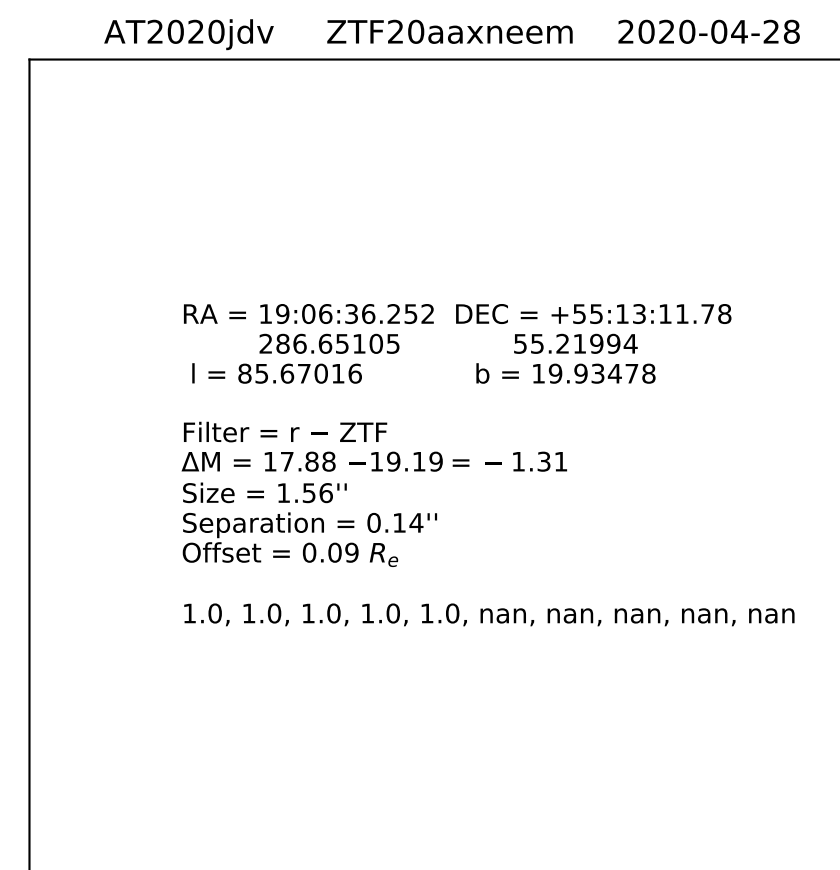 AT2020jdv ZTF20aaxneem 2020-04-28
RA = 19:06:36.252 DEC = +55:13:11.78
286.65105 55.21994
l = 85.67016 b = 19.93478
Filter = r − ZTF
ΔM = 17.88 −19.19 = − 1.31
Size = 1.56''
Separation = 0.14''
Offset = 0.09 Re
1.0, 1.0, 1.0, 1.0, 1.0, nan, nan, nan, nan, nan